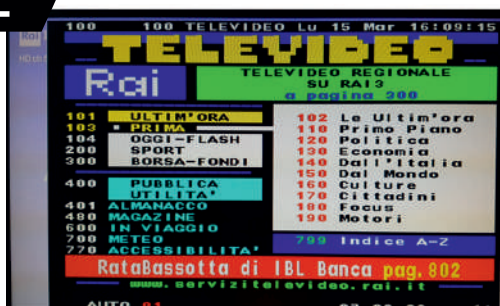 100 100 TELEVIDEO Lu 15 Mar 16:09:15
TELEVIDEO
Rai
TELEVIDEO REGIONALE
SU RAI3
a pagina 300
101 ULTIM'ORA
103 PRIMA
104 OGGI-FLASH
200 SPORT
300 BORSA-FONDI
400 PUBBLICA
UTILITA'
401 ALMANACCO
480 MAGAZINE
600 IN VIAGGIO
700 METEO
770 ACCESSIBILITA'
102 Le Ultim'ora
110 Primo Piano
120 Politica
130 Economia
140 Dall'Italia
150 Dal Mondo
160 Culture
170 Cittadini
180 Focus
190 Motori
799 Indice A-Z
RataBassotta di IBL Banca pag.802
www.servizitelevideo.rai.it